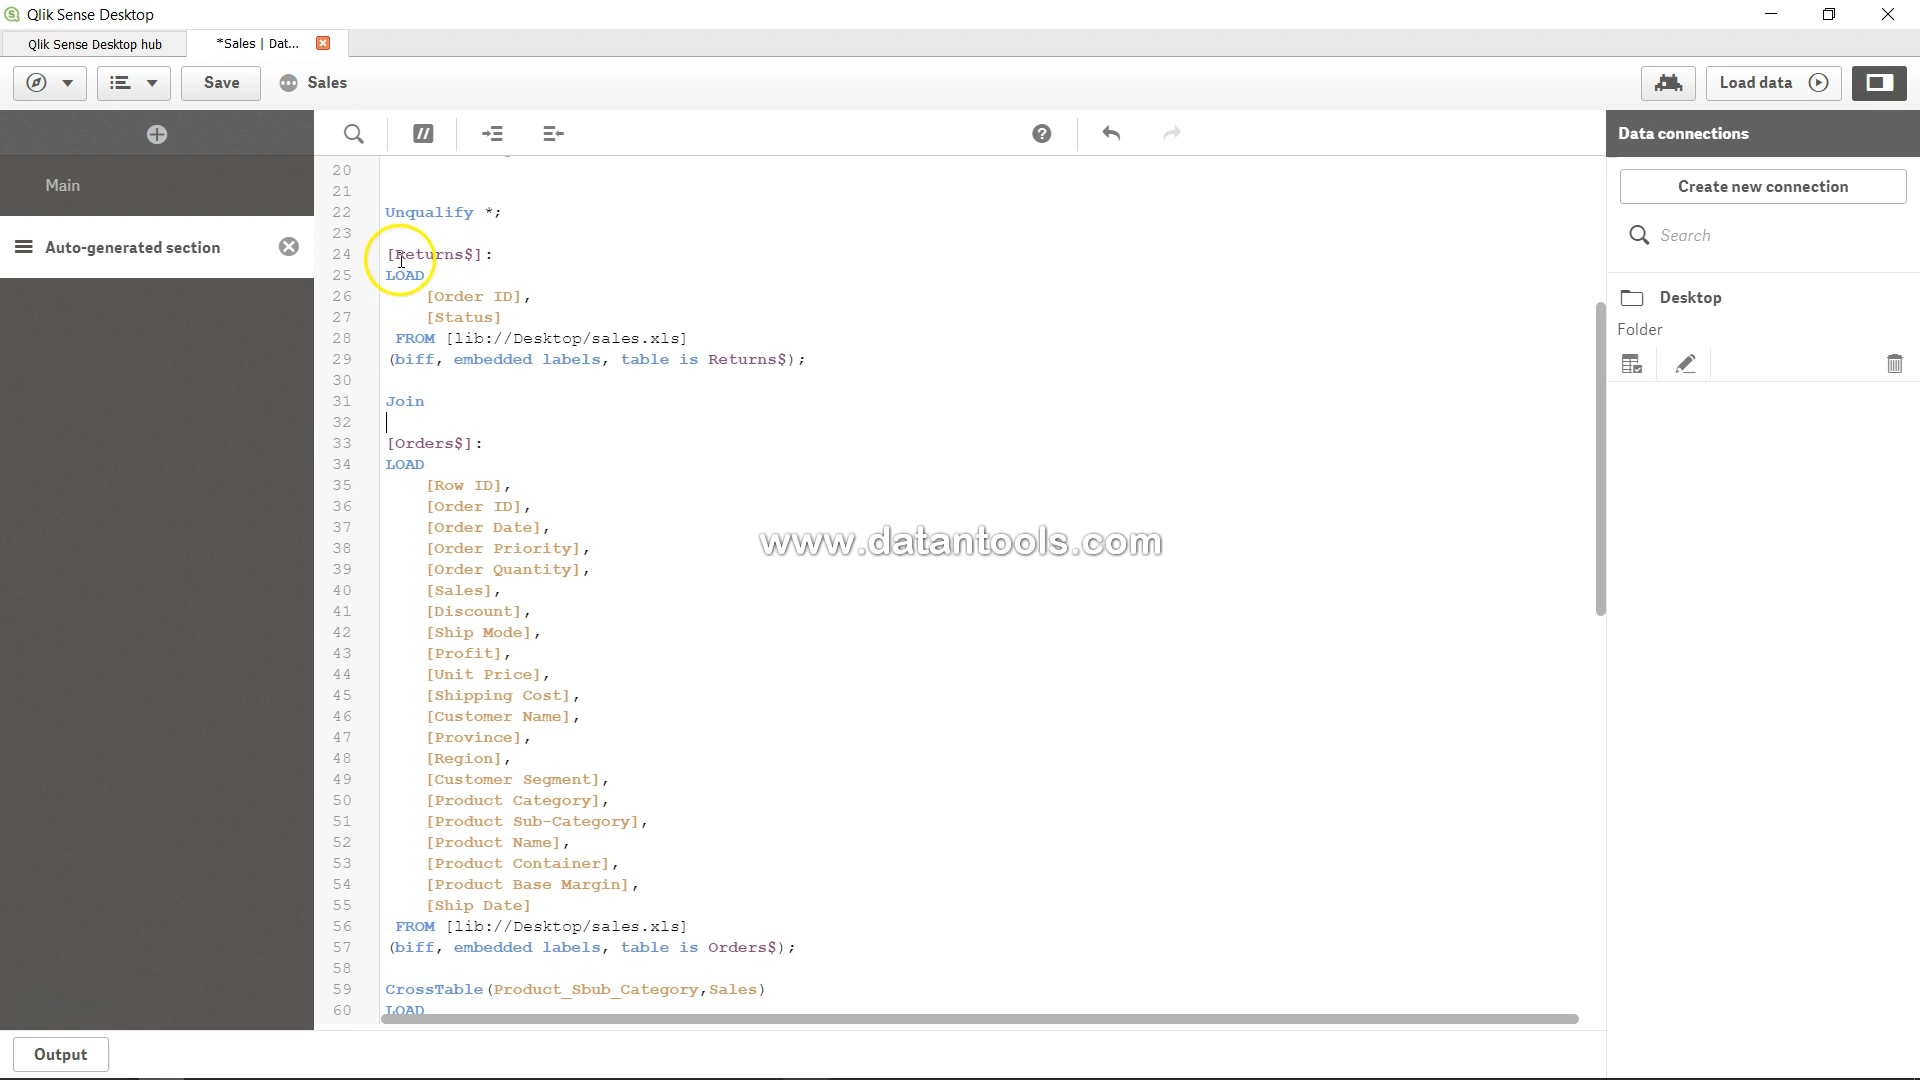 Qlik Sense Desktop
Qlik Sense Desktop hub
*Sales | Dat...
Save
Sales
Load data
Data connections
Main
Auto-generated section
Create new connection
Search
Desktop
Folder
20
21
22 Unqualify *;
23
24 [Returns$]:
25 LOAD
26 [Order ID],
27 [Status]
28 FROM [lib://Desktop/sales.xls]
29 (biff, embedded labels, table is Returns$);
30
31 Join
32
33 [Orders$]:
34 LOAD
35 [Row ID],
36 [Order ID],
37 [Order Date],
38 [Order Priority],
39 [Order Quantity],
40 [Sales],
41 [Discount],
42 [Ship Mode],
43 [Profit],
44 [Unit Price],
45 [Shipping Cost],
46 [Customer Name],
47 [Province],
48 [Region],
49 [Customer Segment],
50 [Product Category],
51 [Product Sub-Category],
52 [Product Name],
53 [Product Container],
54 [Product Base Margin],
55 [Ship Date]
56 FROM [lib://Desktop/sales.xls]
57 (biff, embedded labels, table is Orders$);
58
59 CrossTable(Product_Sbub_Category,Sales)
60 LOAD
www.datantools.com
Output